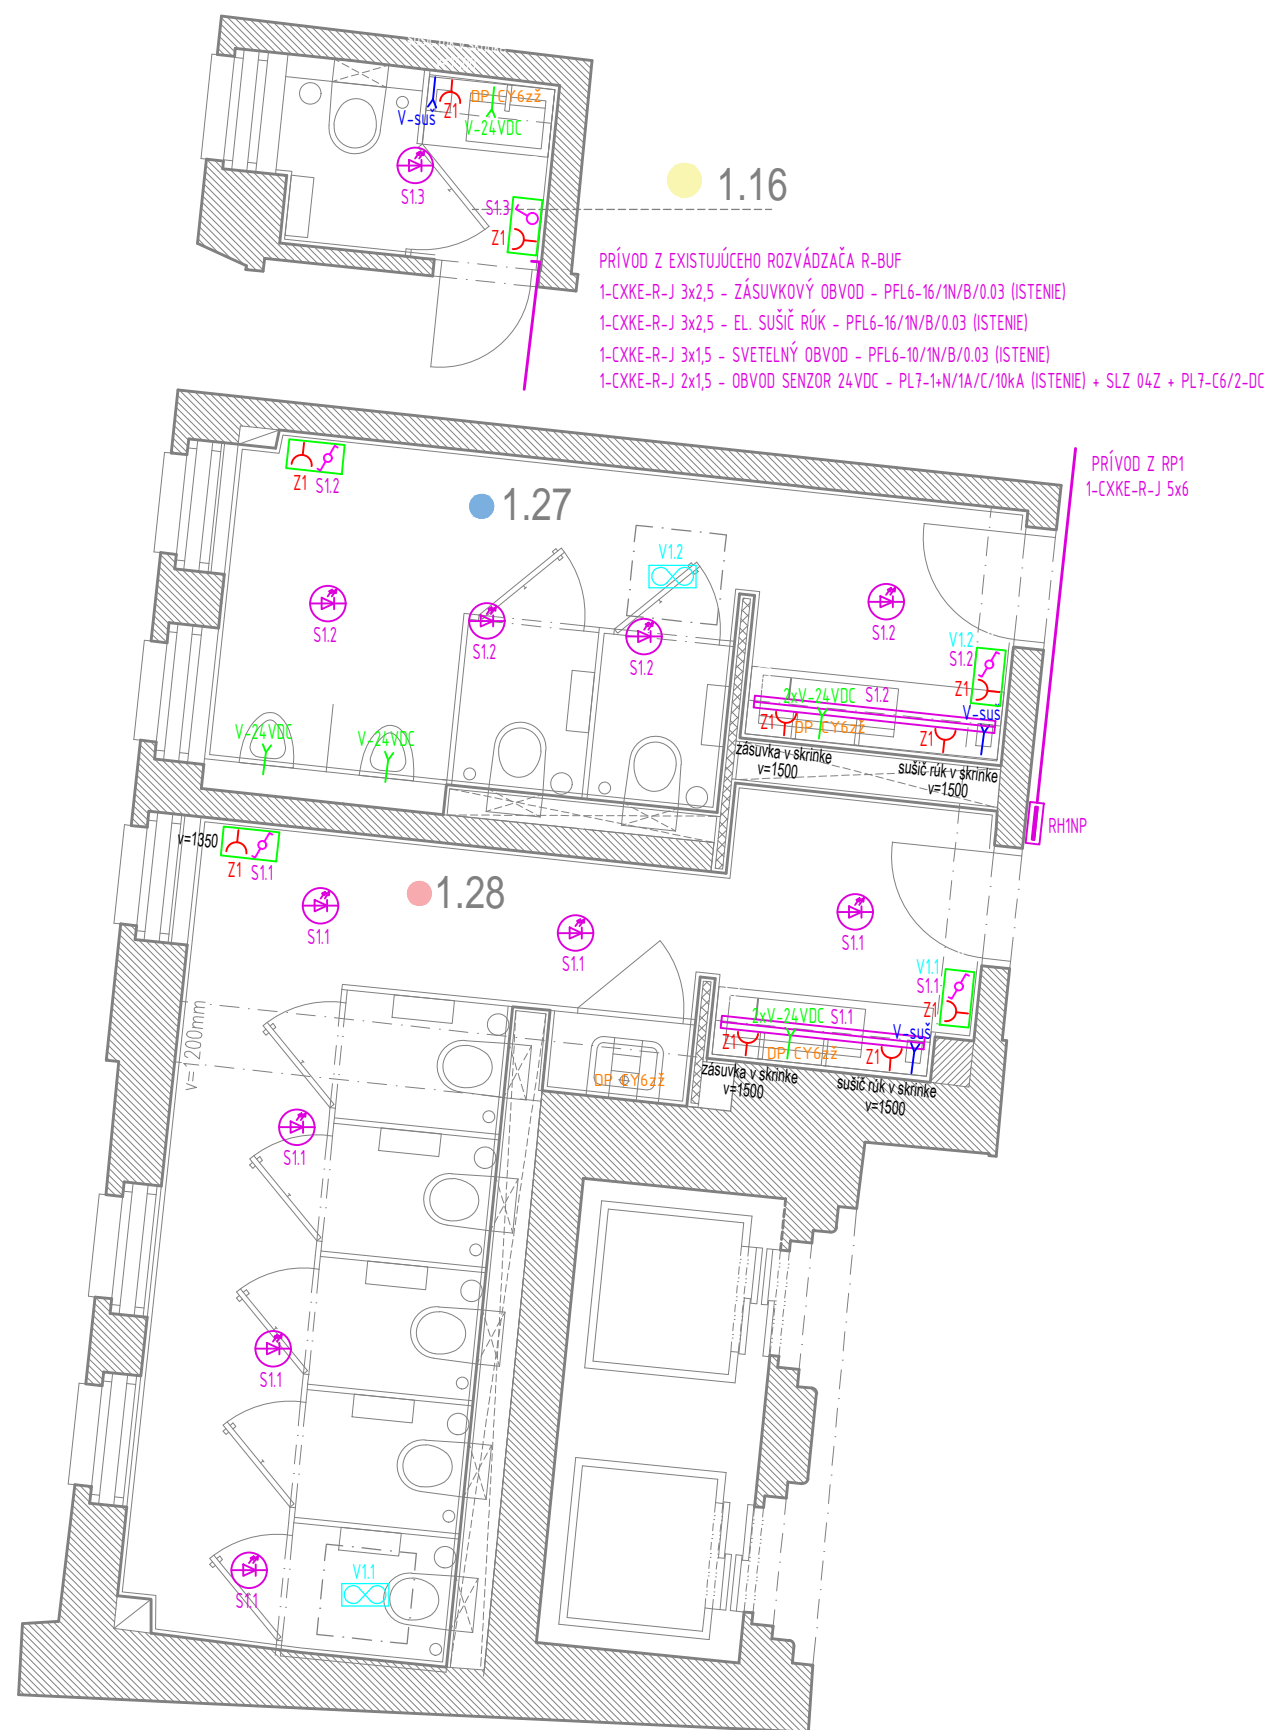 DP CY6zž
V-suš
Z1
V-24VDC
1.16
S1.3
S1.3
Z1
PRÍVOD Z EXISTUJÚCEHO ROZVÁDZAČA R-BUF
1-CXKE-R-J 3x2,5 - ZÁSUVKOVÝ OBVOD - PFL6-16/1N/B/0.03 (ISTENIE)
1-CXKE-R-J 3x2,5 - EL. SUŠIČ RÚK - PFL6-16/1N/B/0.03 (ISTENIE)
1-CXKE-R-J 3x1,5 - SVETELNÝ OBVOD - PFL6-10/1N/B/0.03 (ISTENIE)
1-CXKE-R-J 2x1,5 - OBVOD SENZOR 24VDC - PL7-1+N/1A/C/10kA (ISTENIE) + SLZ 04Z + PL7-C6/2-DC
PRÍVOD Z RP1
1-CXKE-R-J 5x6
Z1 S1.2
1.27
V1.2
S1.2
S1.2
S1.2
S1.2
V1.2
S1.2
Z1
2xV-24VDC S1.2
V-suš
Z1
DP CY6zž
Z1
V-24VDC
V-24VDC
zásuvka v skrinke
v=1500
sušič rúk v skrinke
v=1500
RH1NP
v=1350
Z1 S1.1
1.28
S1.1
S1.1
S1.1
V1.1
S1.1
Z1
2xV-24VDC S1.1
V-suš
Z1
DP CY6zž
Z1
v=1200mm
DP CY6zž
zásuvka v skrinke
v=1500
sušič rúk v skrinke
v=1500
S1.1
S1.1
V1.1
S1.1